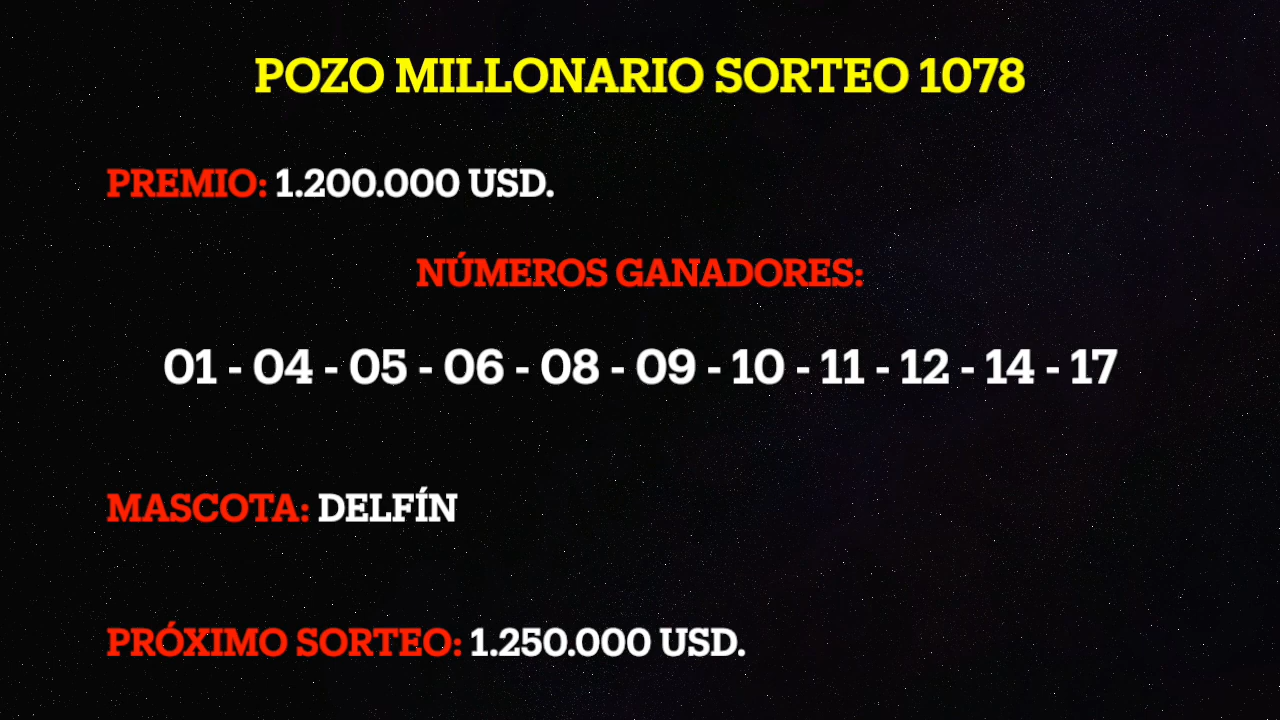 POZO MILLONARIO SORTEO 1078
PREMIO: 1.200.000 USD.
NÚMEROS GANADORES:
01 - 04 - 05 - 06 - 08 - 09 - 10 - 11 - 12 - 14 - 17
MASCOTA: DELFÍN
PRÓXIMO SORTEO: 1.250.000 USD.